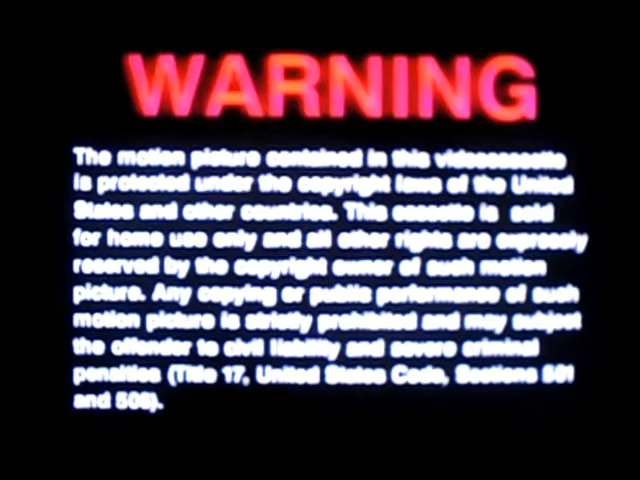 WARNING
The motion picture contained in this videocassette
is protected under the copyright laws of the United
States and other countries. This cassette is sold
for home use only and all other rights are expressly
reserved by the copyright owner of such motion
picture. Any copying or public performance of such
motion picture is strictly prohibited and may subject
the offender to civil liability and severe criminal
penalties (Title 17, United States Code, Sections 501
and 506).